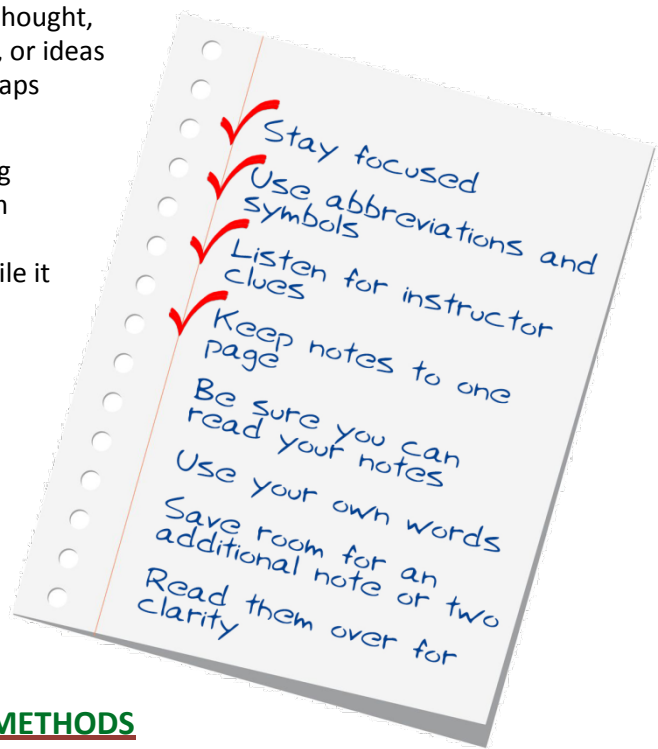 hought,
, or ideas
aps
g
n
ile it
Stay focused
Use abbreviations and
symbols
Listen for instructor
clues
Keep notes to one
page
Be sure you can
read your notes
Use your own words
Save room for an
additional note or two
Read them over for
clarity
METHODS